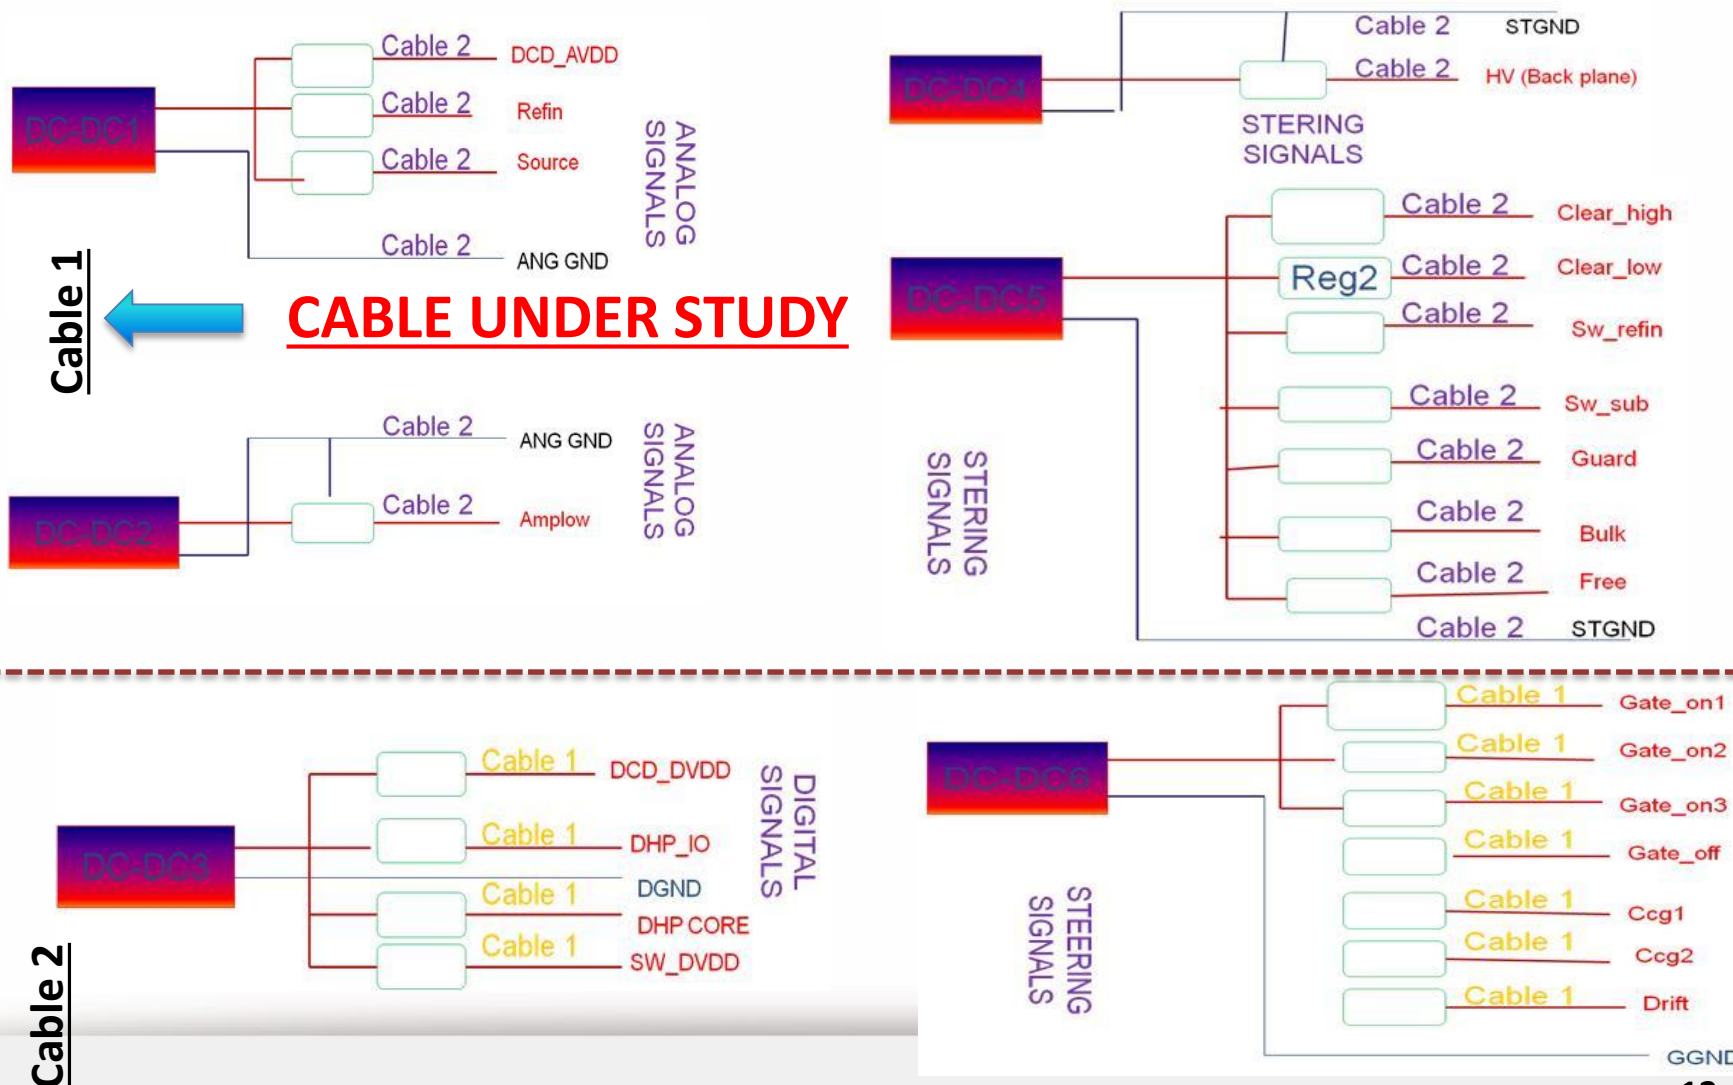 Cable 2
DCD_AVDD
Cable 2
Refin
DC-DC1
Cable 2
Source
ANALOG
SIGNALS
Cable 2
ANG GND
Cable 1
CABLE UNDER STUDY
Cable 2
ANG GND
Cable 2
Amplow
DC-DC2
ANALOG
SIGNALS
Cable 2
STGND
Cable 2
HV (Back plane)
DC-DC4
STERING
SIGNALS
Cable 2
Clear_high
Reg2
Cable 2
Clear_low
DC-DC5
Cable 2
Sw_refin
Cable 2
Sw_sub
Cable 2
Guard
STERING
SIGNALS
Cable 2
Bulk
Cable 2
Free
Cable 2
STGND
Cable 1
DCD_DVDD
Cable 1
DHP_IO
DC-DC3
DGND
Cable 1
DHP CORE
Cable 1
SW_DVDD
DIGITAL
SIGNALS
Cable 2
Cable 1
Gate_on1
Cable 1
Gate_on2
DC-DC6
Cable 1
Gate_on3
Cable 1
Gate_off
Cable 1
Ccg1
Cable 1
Ccg2
Cable 1
Drift
STEERING
SIGNALS
GGND